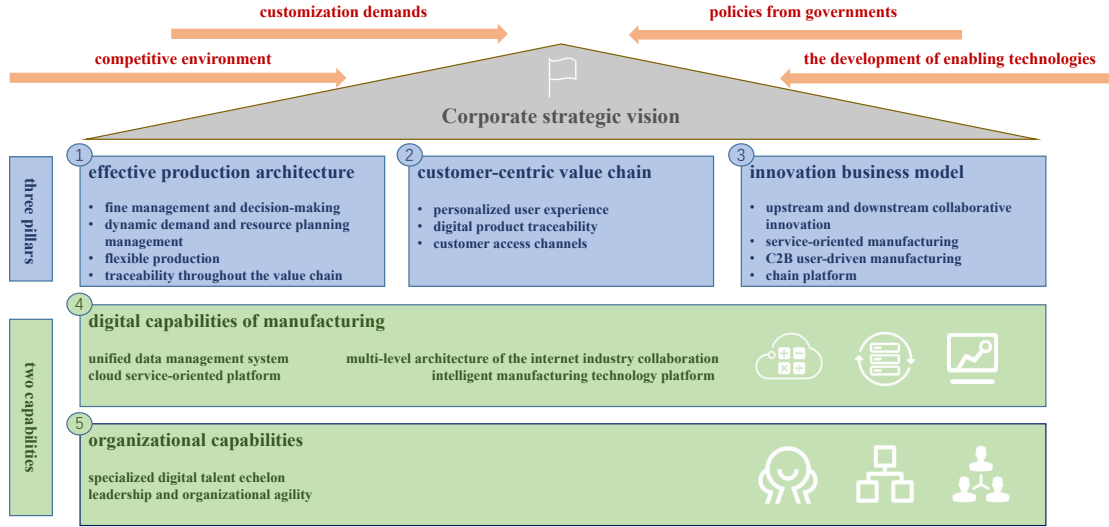 customization demands
policies from governments
competitive environment
the development of enabling technologies
Corporate strategic vision
three pillars
1
effective production architecture
• fine management and decision-making
• dynamic demand and resource planning
management
• flexible production
• traceability throughout the value chain
2
customer-centric value chain
• personalized user experience
• digital product traceability
• customer access channels
3
innovation business model
• upstream and downstream collaborative
innovation
• service-oriented manufacturing
• C2B user-driven manufacturing
• chain platform
two capabilities
4
digital capabilities of manufacturing
unified data management system
cloud service-oriented platform
multi-level architecture of the internet industry collaboration
intelligent manufacturing technology platform
5
organizational capabilities
specialized digital talent echelon
leadership and organizational agility